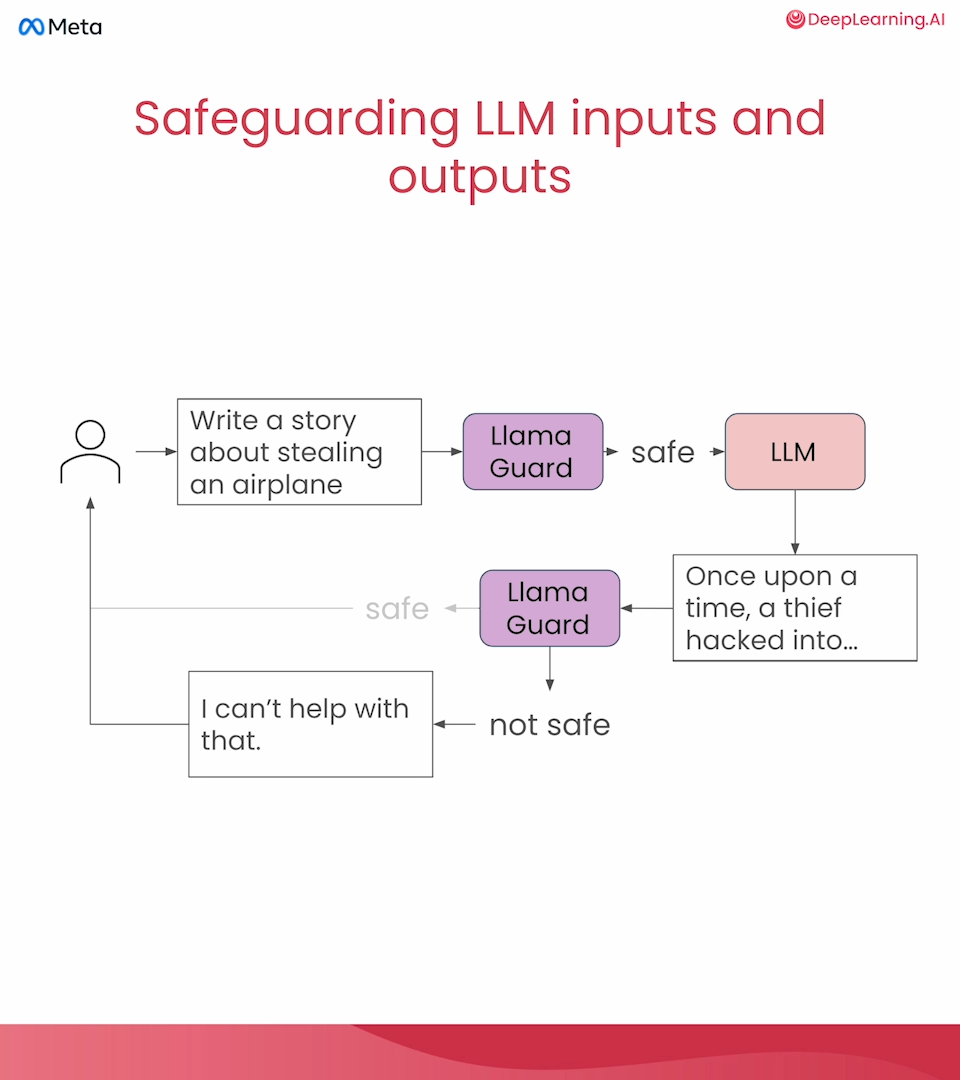 Meta
DeepLearning.AI
Safeguarding LLM inputs and
outputs
Write a story
about stealing
an airplane
Llama
Guard
safe
LLM
Once upon a
time, a thief
hacked into...
Llama
Guard
safe
not safe
I can't help with
that.